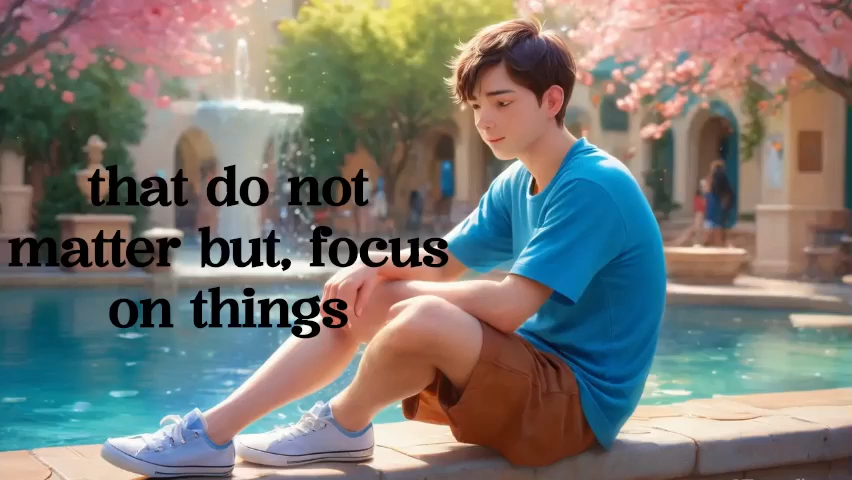 that do not
matter but, focus
on things